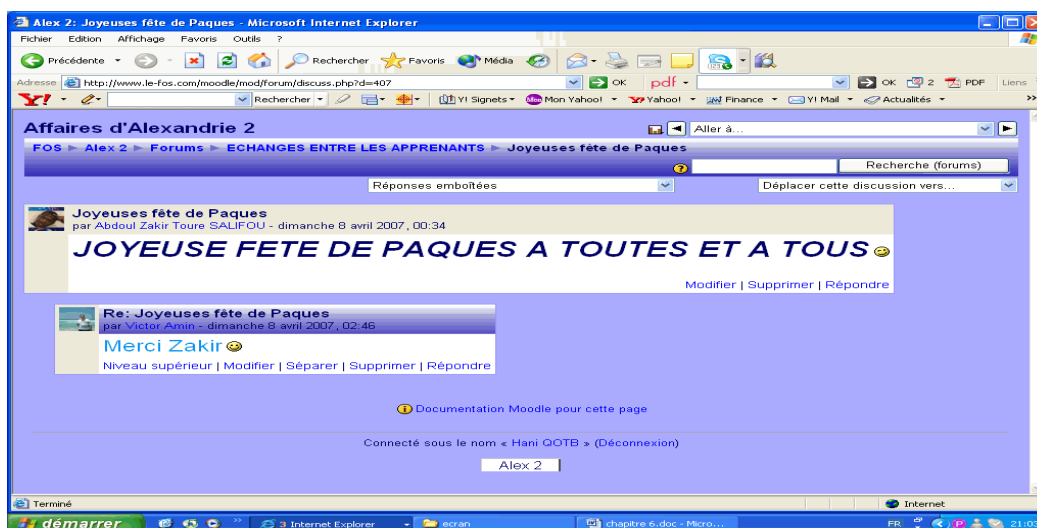 Alex 2: Joyeuses fête de Paques - Microsoft Internet Explorer
Fichier Edition Affichage Favoris Outils ?
Précédente Rechercher Favoris Média pdf
Adresse http://www.le-fos.com/moodle/mod/forum/discuss.php?d=407 OK OK 2 PDF Liens
Y! Rechercher Y! Signets Mon Yahoo! Yahoo! Finance Y! Mail Actualités »
Affaires d'Alexandrie 2 Aller à...
FOS ► Alex 2 ► Forums ► ECHANGES ENTRE LES APPRENANTS ► Joyeuses fête de Paques
Recherche (forums)
Réponses emboîtées Déplacer cette discussion vers...
Joyeuses fête de Paques
par Abdoul Zakir Toure SALIFOU - dimanche 8 avril 2007, 00:34
JOYEUSE FETE DE PAQUES A TOUTES ET A TOUS
Modifier | Supprimer | Répondre
Re: Joyeuses fête de Paques
par Victor Amin - dimanche 8 avril 2007, 02:46
Merci Zakir
Niveau supérieur | Modifier | Séparer | Supprimer | Répondre
Documentation Moodle pour cette page
Connecté sous le nom « Hani QOTB » (Déconnexion)
Alex 2
Terminé Internet
démarrer » 3 Internet Explorer ecran chapitre 6.doc - Micro... FR 21:03